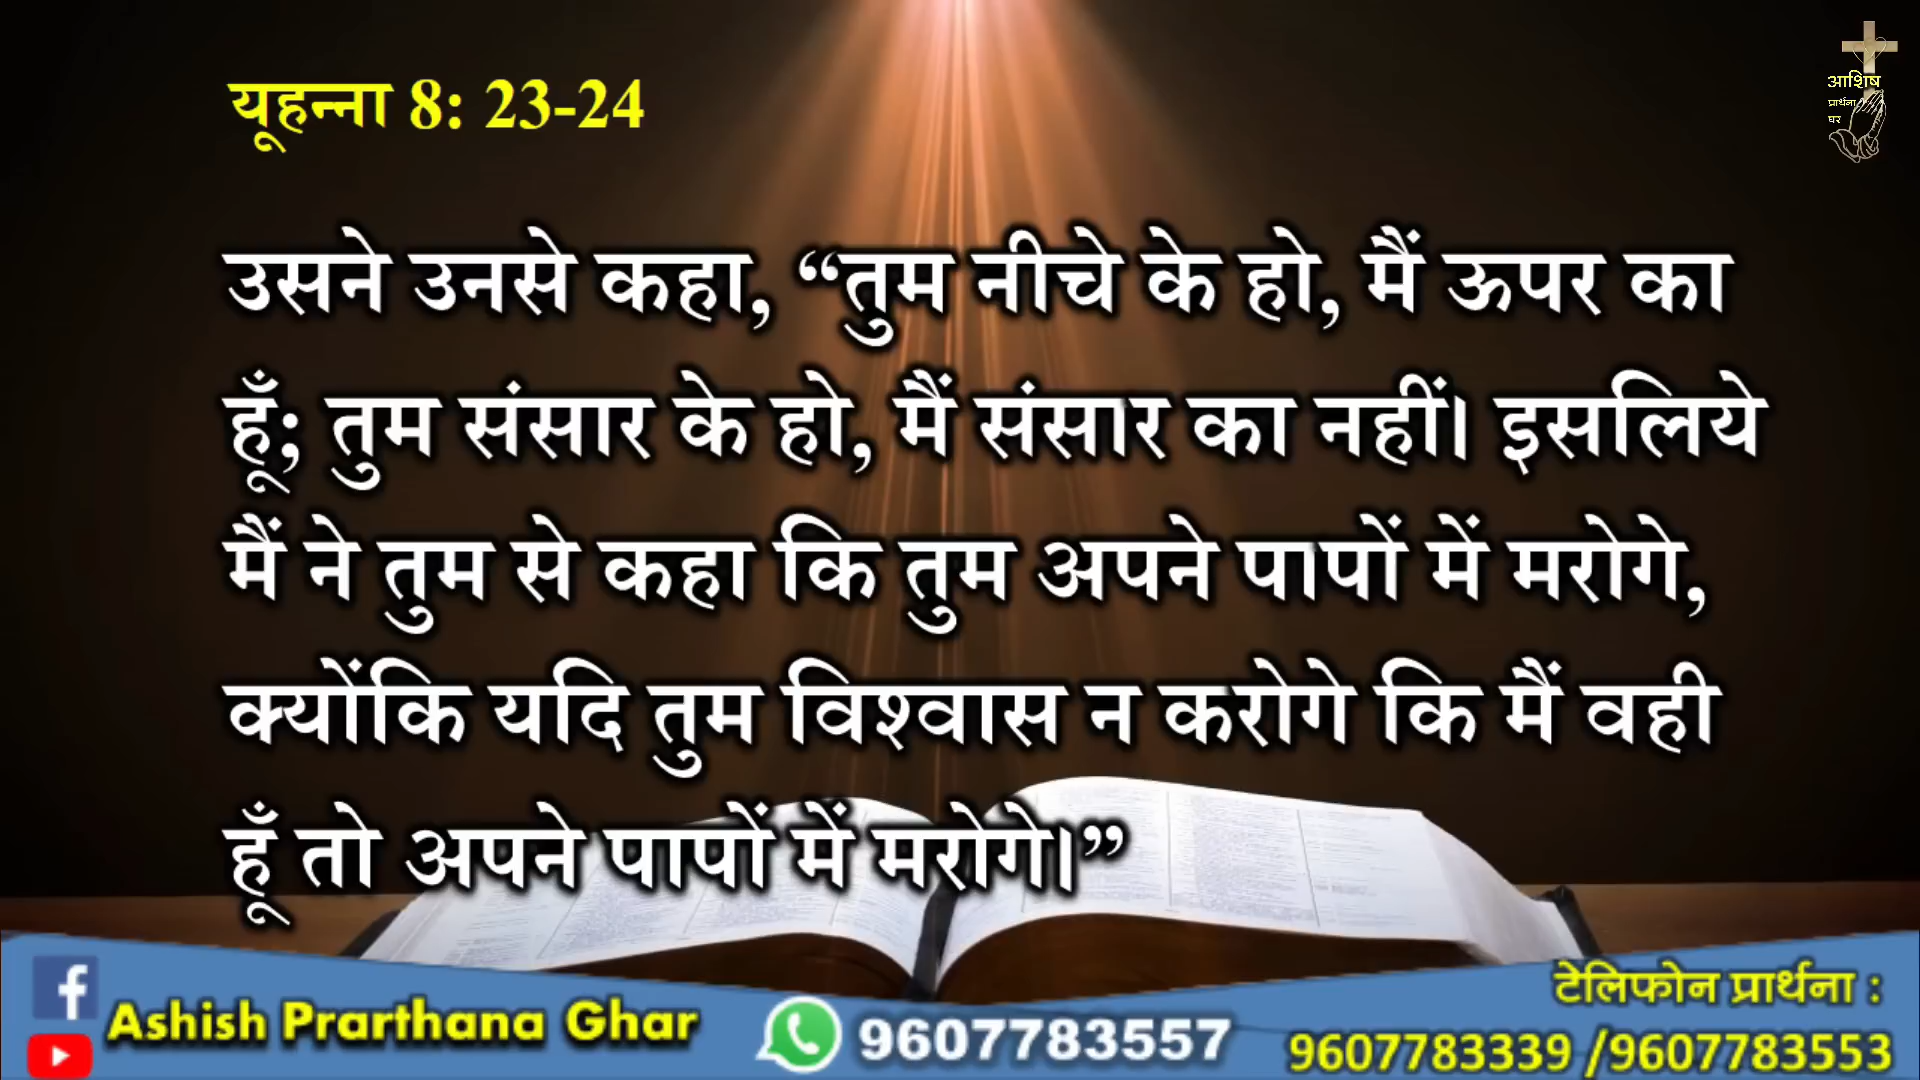 यूहन्ना 8: 23-24
आशिष
प्रार्थना
घर
उसने उनसे कहा, “तुम नीचे के हो, मैं ऊपर का
हूँ; तुम संसार के हो, मैं संसार का नहीं। इसलिये
मैं ने तुम से कहा कि तुम अपने पापों में मरोगे,
क्योंकि यदि तुम विश्वास न करोगे कि मैं वही
हूँ तो अपने पापों में मरोगे।”
Ashish Prarthana Ghar
9607783557
टेलिफोन प्रार्थना :
9607783339 /9607783553